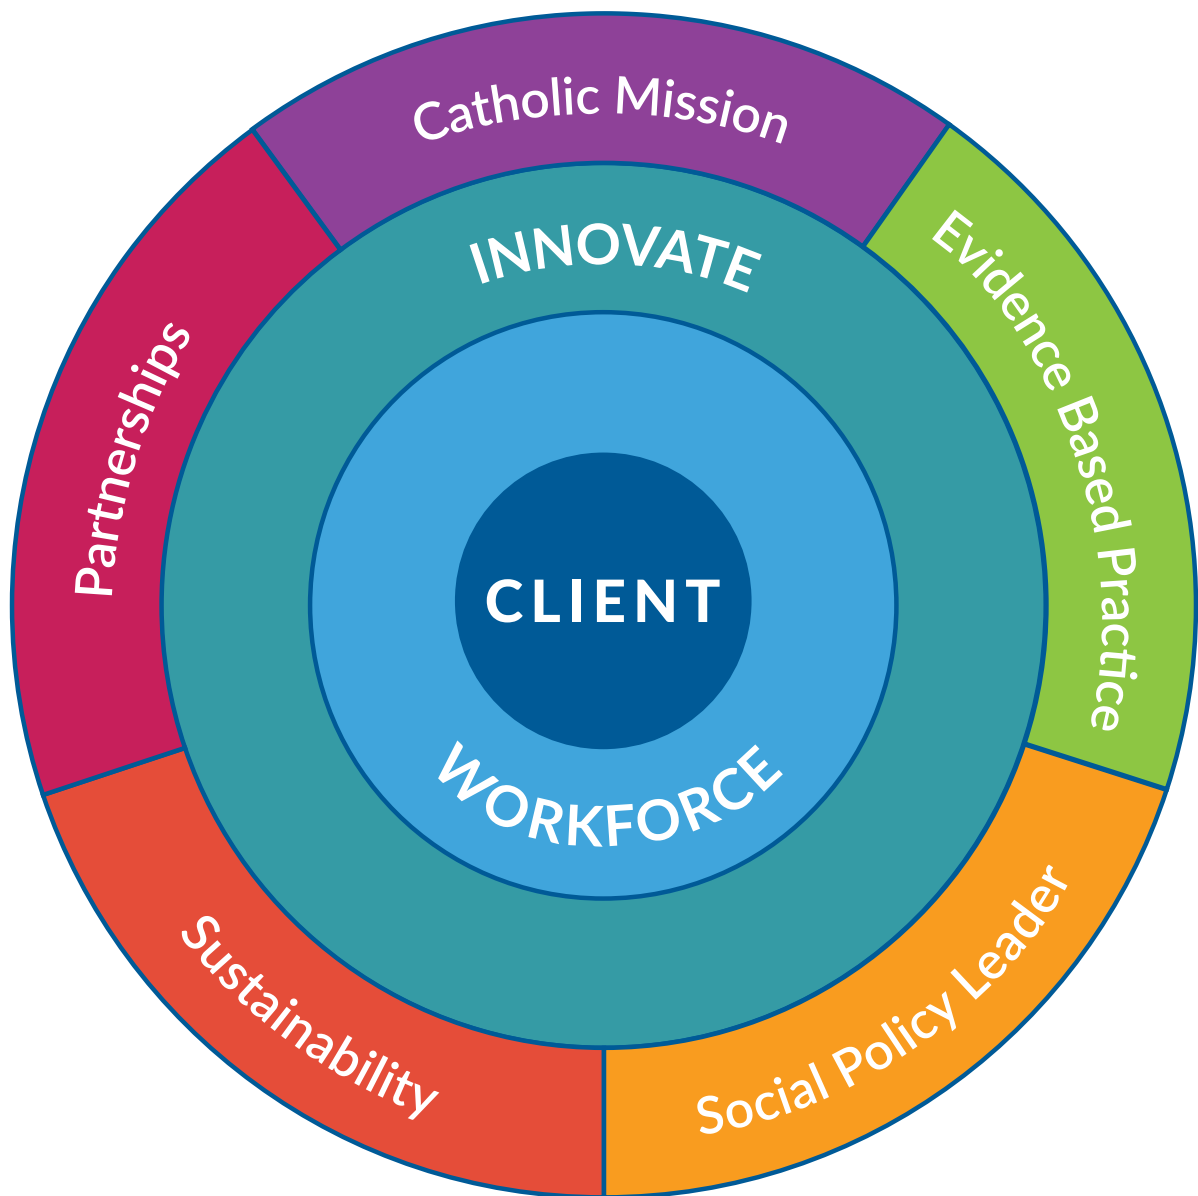 Catholic Mission
INNOVATE
Evidence Based Practice
Partnerships
CLIENT
WORKFORCE
Sustainability
Social Policy Leader